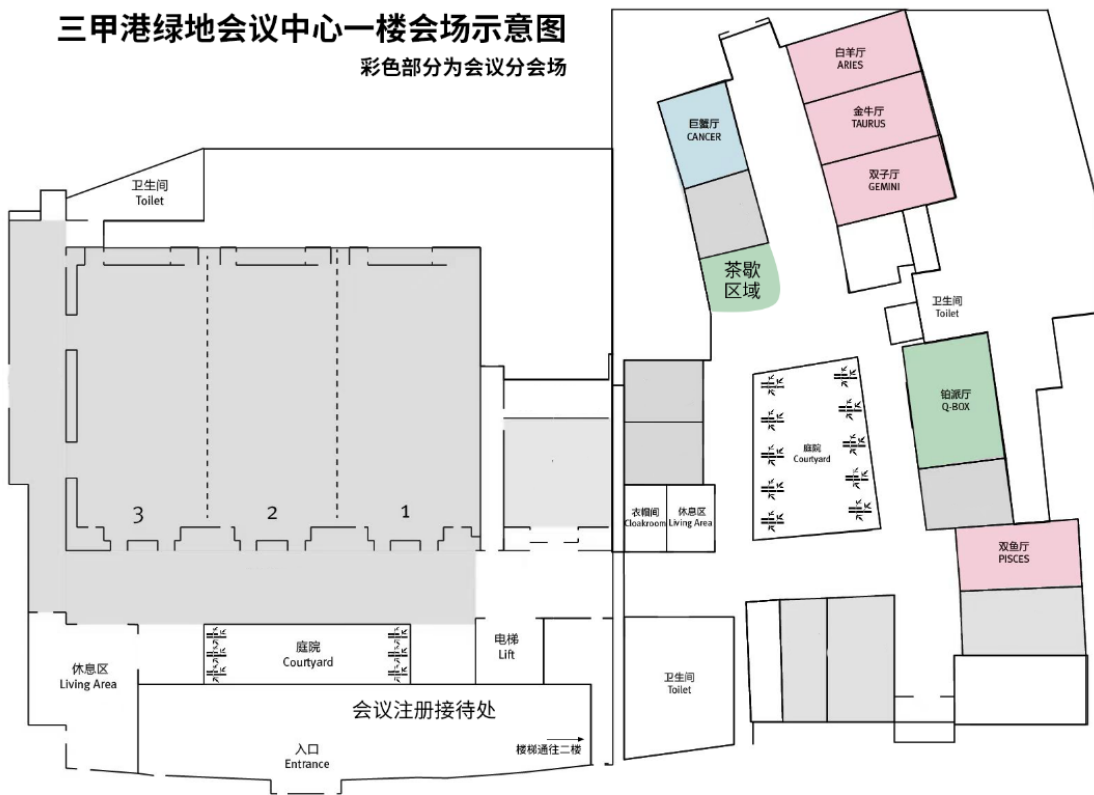 三甲港绿地会议中心一楼会场示意图
彩色部分为会议分会场
白羊厅
ARIES
金牛厅
TAURUS
双子厅
GEMINI
巨蟹厅
CANCER
茶歇
区域
卫生间
Toilet
卫生间
Toilet
铂派厅
Q-BOX
庭院
Courtyard
3
2
1
衣帽间
Cloakroom
休息区
Living Area
双鱼厅
PISCES
休息区
Living Area
庭院
Courtyard
电梯
Lift
卫生间
Toilet
会议注册接待处
入口
Entrance
楼梯通往二楼